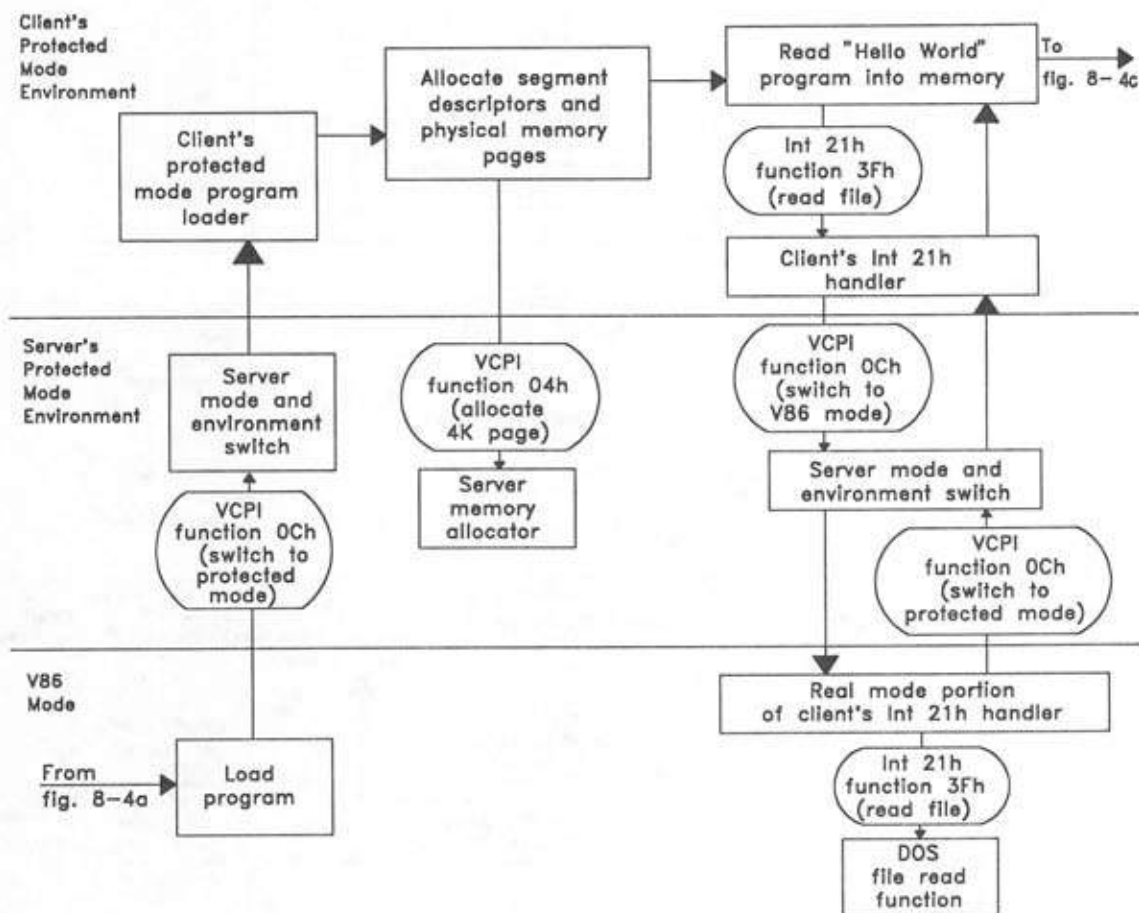 Client's
Protected
Mode
Environment
Client's
protected
mode program
loader
Allocate segment
descriptors and
physical memory
pages
Read "Hello World"
program into memory
To
fig. 8-4c
Int 21h
function 3Fh
(read file)
Client's Int 21h
handler
Server's
Protected
Mode
Environment
Server
mode and
environment
switch
VCPI
function 0Ch
(switch to
protected
mode)
VCPI
function 04h
(allocate
4K page)
Server
memory
allocator
VCPI
function 0Ch
(switch to
V86 mode)
Server mode and
environment switch
VCPI
function 0Ch
(switch to
protected mode)
V86
Mode
From
fig. 8-4a
Load
program
Real mode portion
of client's Int 21h handler
Int 21h
function 3Fh
(read file)
DOS
file read
function